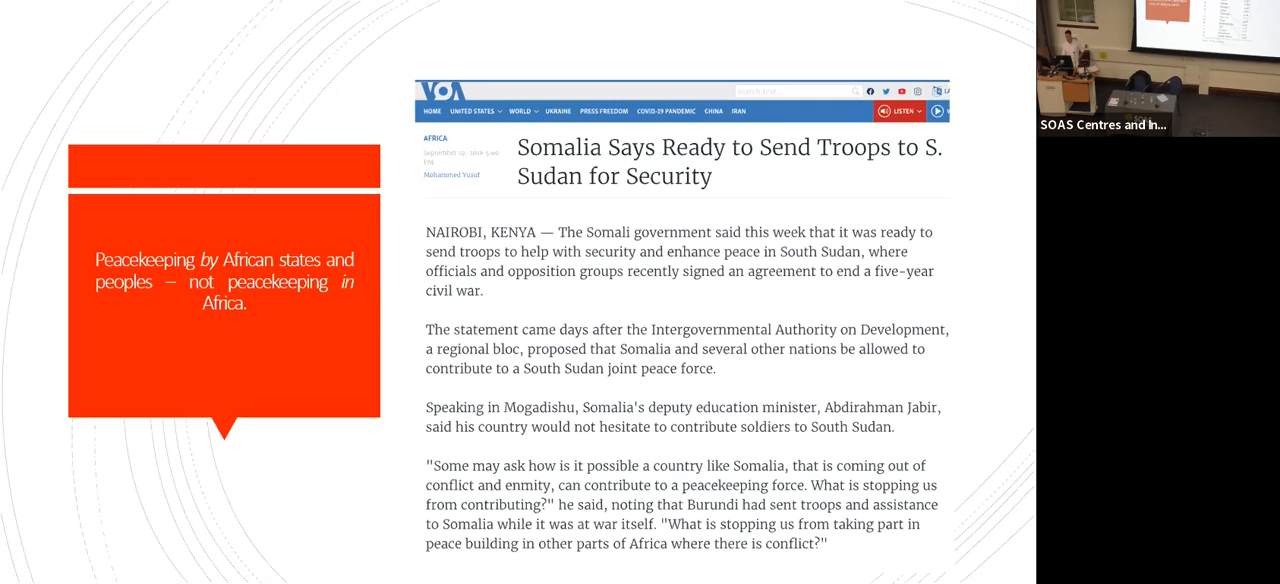 Peacekeeping by African states and
peoples – not peacekeeping in
Africa.
VOA
Search
HOME UNITED STATES WORLD UKRAINE PRESS FREEDOM COVID-19 PANDEMIC CHINA IRAN
LISTEN
AFRICA
September 19, 2018 5:00
PM
Mohammed Yusuf
Somalia Says Ready to Send Troops to S.
Sudan for Security
NAIROBI, KENYA — The Somali government said this week that it was ready to
send troops to help with security and enhance peace in South Sudan, where
officials and opposition groups recently signed an agreement to end a five-year
civil war.
The statement came days after the Intergovernmental Authority on Development,
a regional bloc, proposed that Somalia and several other nations be allowed to
contribute to a South Sudan joint peace force.
Speaking in Mogadishu, Somalia's deputy education minister, Abdirahman Jabir,
said his country would not hesitate to contribute soldiers to South Sudan.
"Some may ask how is it possible a country like Somalia, that is coming out of
conflict and enmity, can contribute to a peacekeeping force. What is stopping us
from contributing?" he said, noting that Burundi had sent troops and assistance
to Somalia while it was at war itself. "What is stopping us from taking part in
peace building in other parts of Africa where there is conflict?"
SOAS Centres and In...